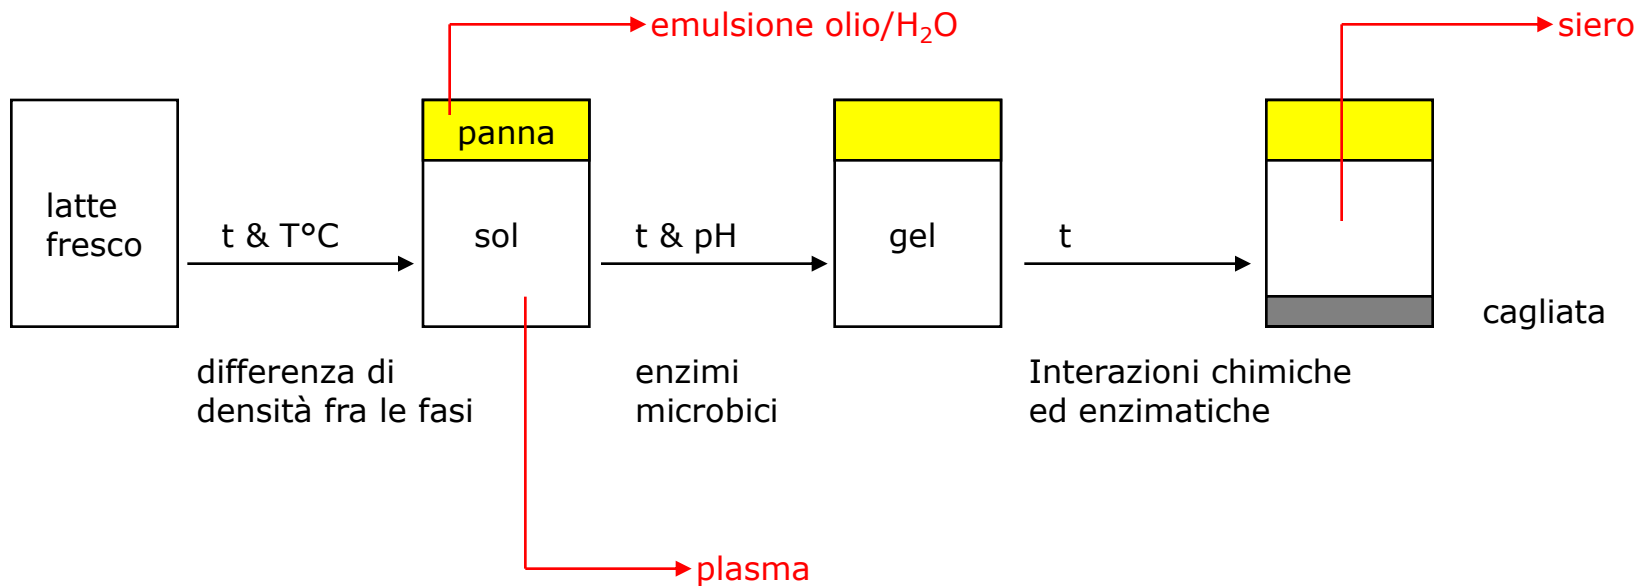 emulsione olio/H₂O
siero
panna
latte
fresco
t & T°C
sol
t & pH
gel
t
cagliata
differenza di
densità fra le fasi
enzimi
microbici
Interazioni chimiche
ed enzimatiche
plasma